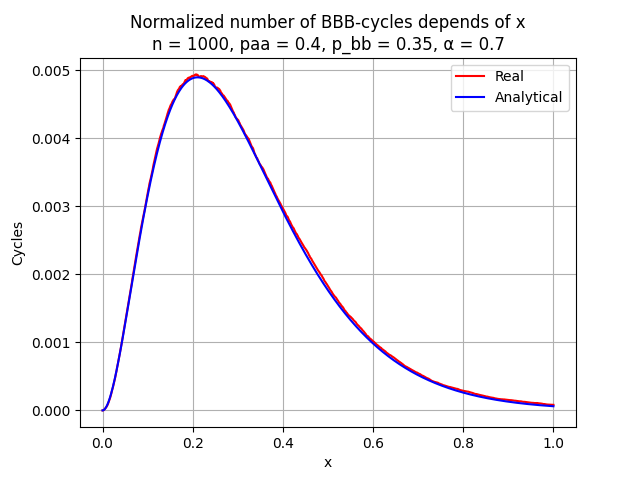 Normalized number of BBB-cycles depends of x
n = 1000, paa = 0.4, p_bb = 0.35, α = 0.7
Real
Analytical
Cycles
0.005
0.004
0.003
0.002
0.001
0.000
0.0 0.2 0.4 0.6 0.8 1.0
x